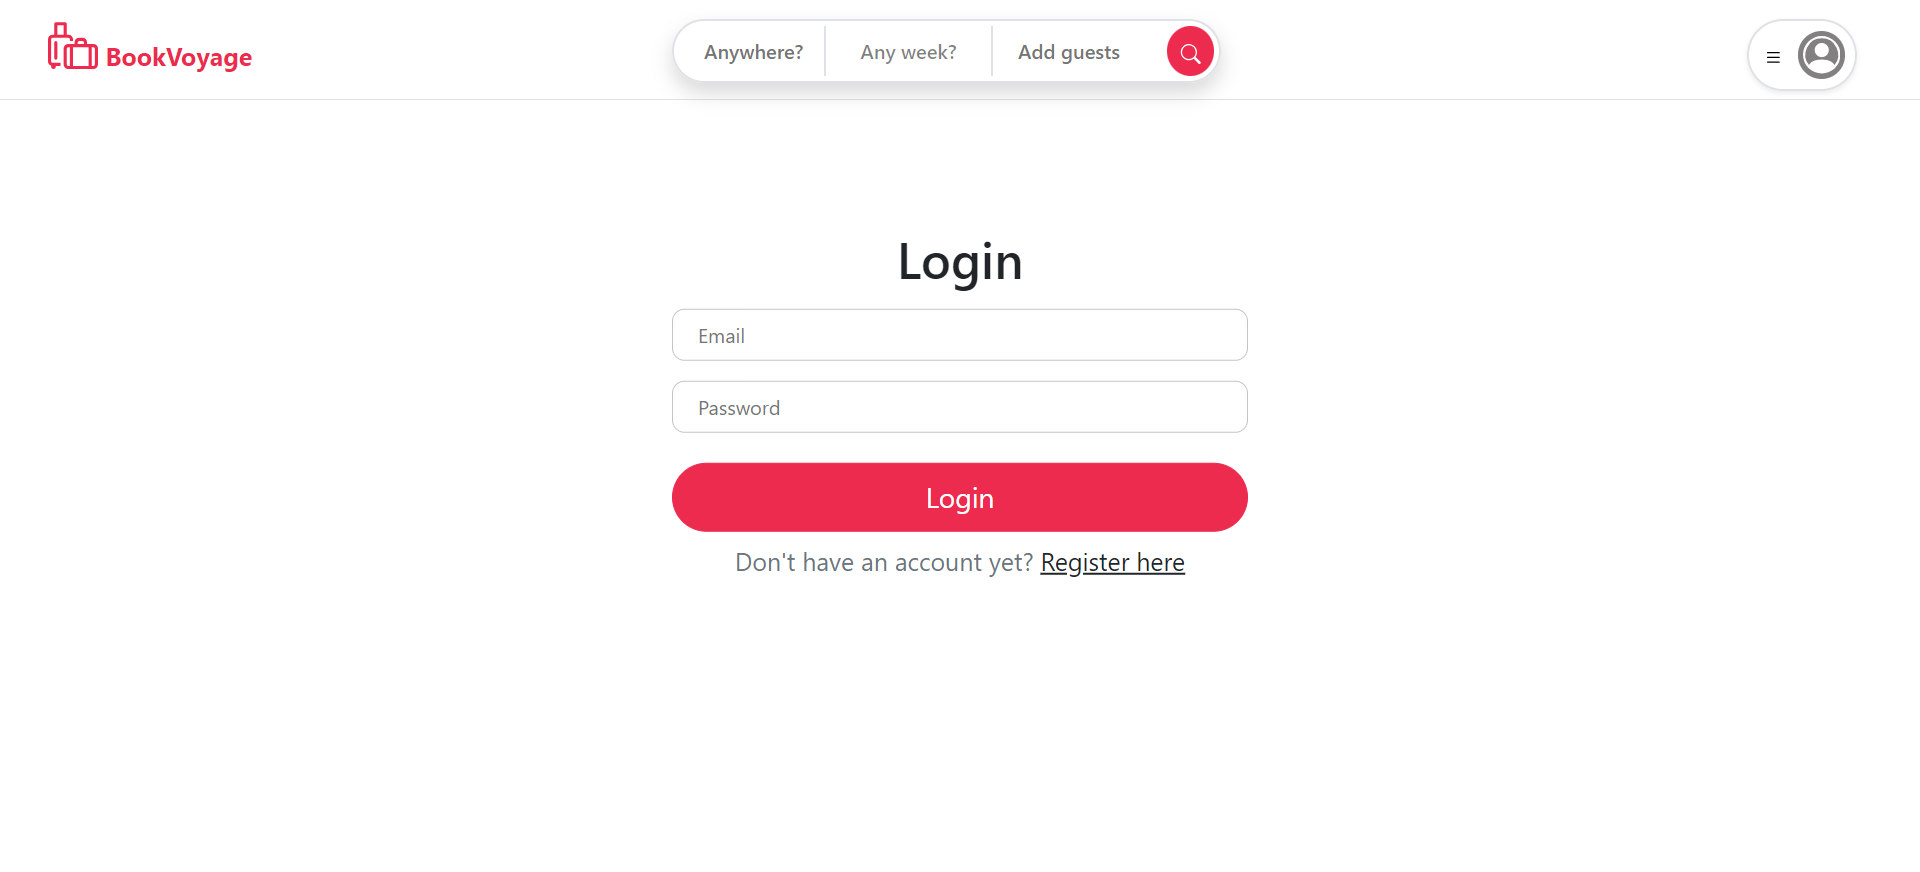 BookVoyage
Anywhere? Any week? Add guests
Login
Email
Password
Login
Don't have an account yet? Register here